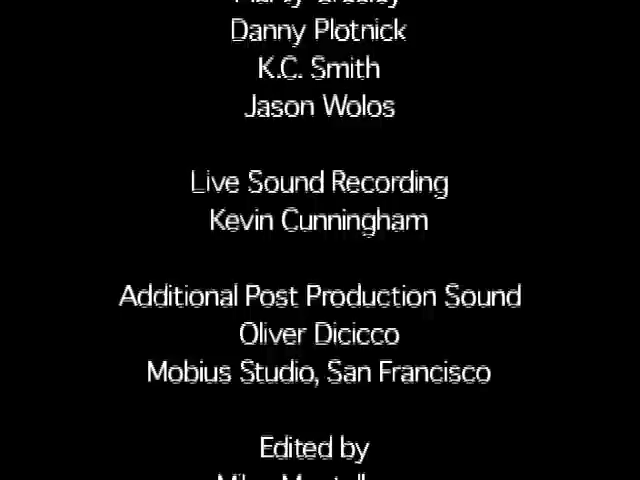 Danny Plotnick
K.C. Smith
Jason Wolos
Live Sound Recording
Kevin Cunningham
Additional Post Production Sound
Oliver Dicicco
Mobius Studio, San Francisco
Edited by